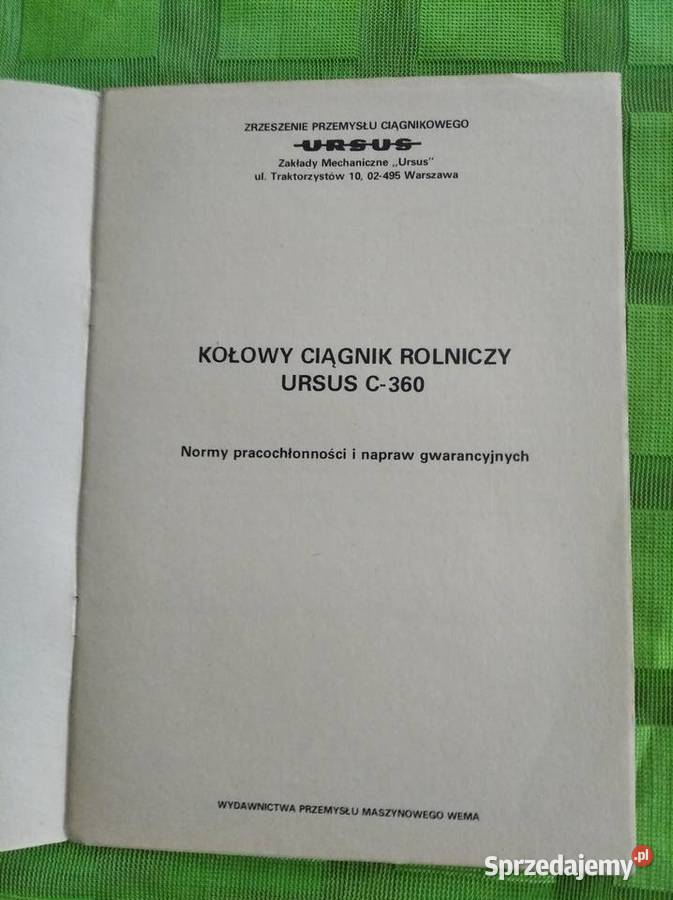 ZRZESZENIE PRZEMYSŁU CIĄGNIKOWEGO
URSUS
Zakłady Mechaniczne „Ursus"
ul. Traktorzystów 10, 02-495 Warszawa
KOŁOWY CIĄGNIK ROLNICZY
URSUS C-360
Normy pracochłonności i napraw gwarancyjnych
WYDAWNICTWA PRZEMYSŁU MASZYNOWEGO WEMA
Sprzedajemy.pl